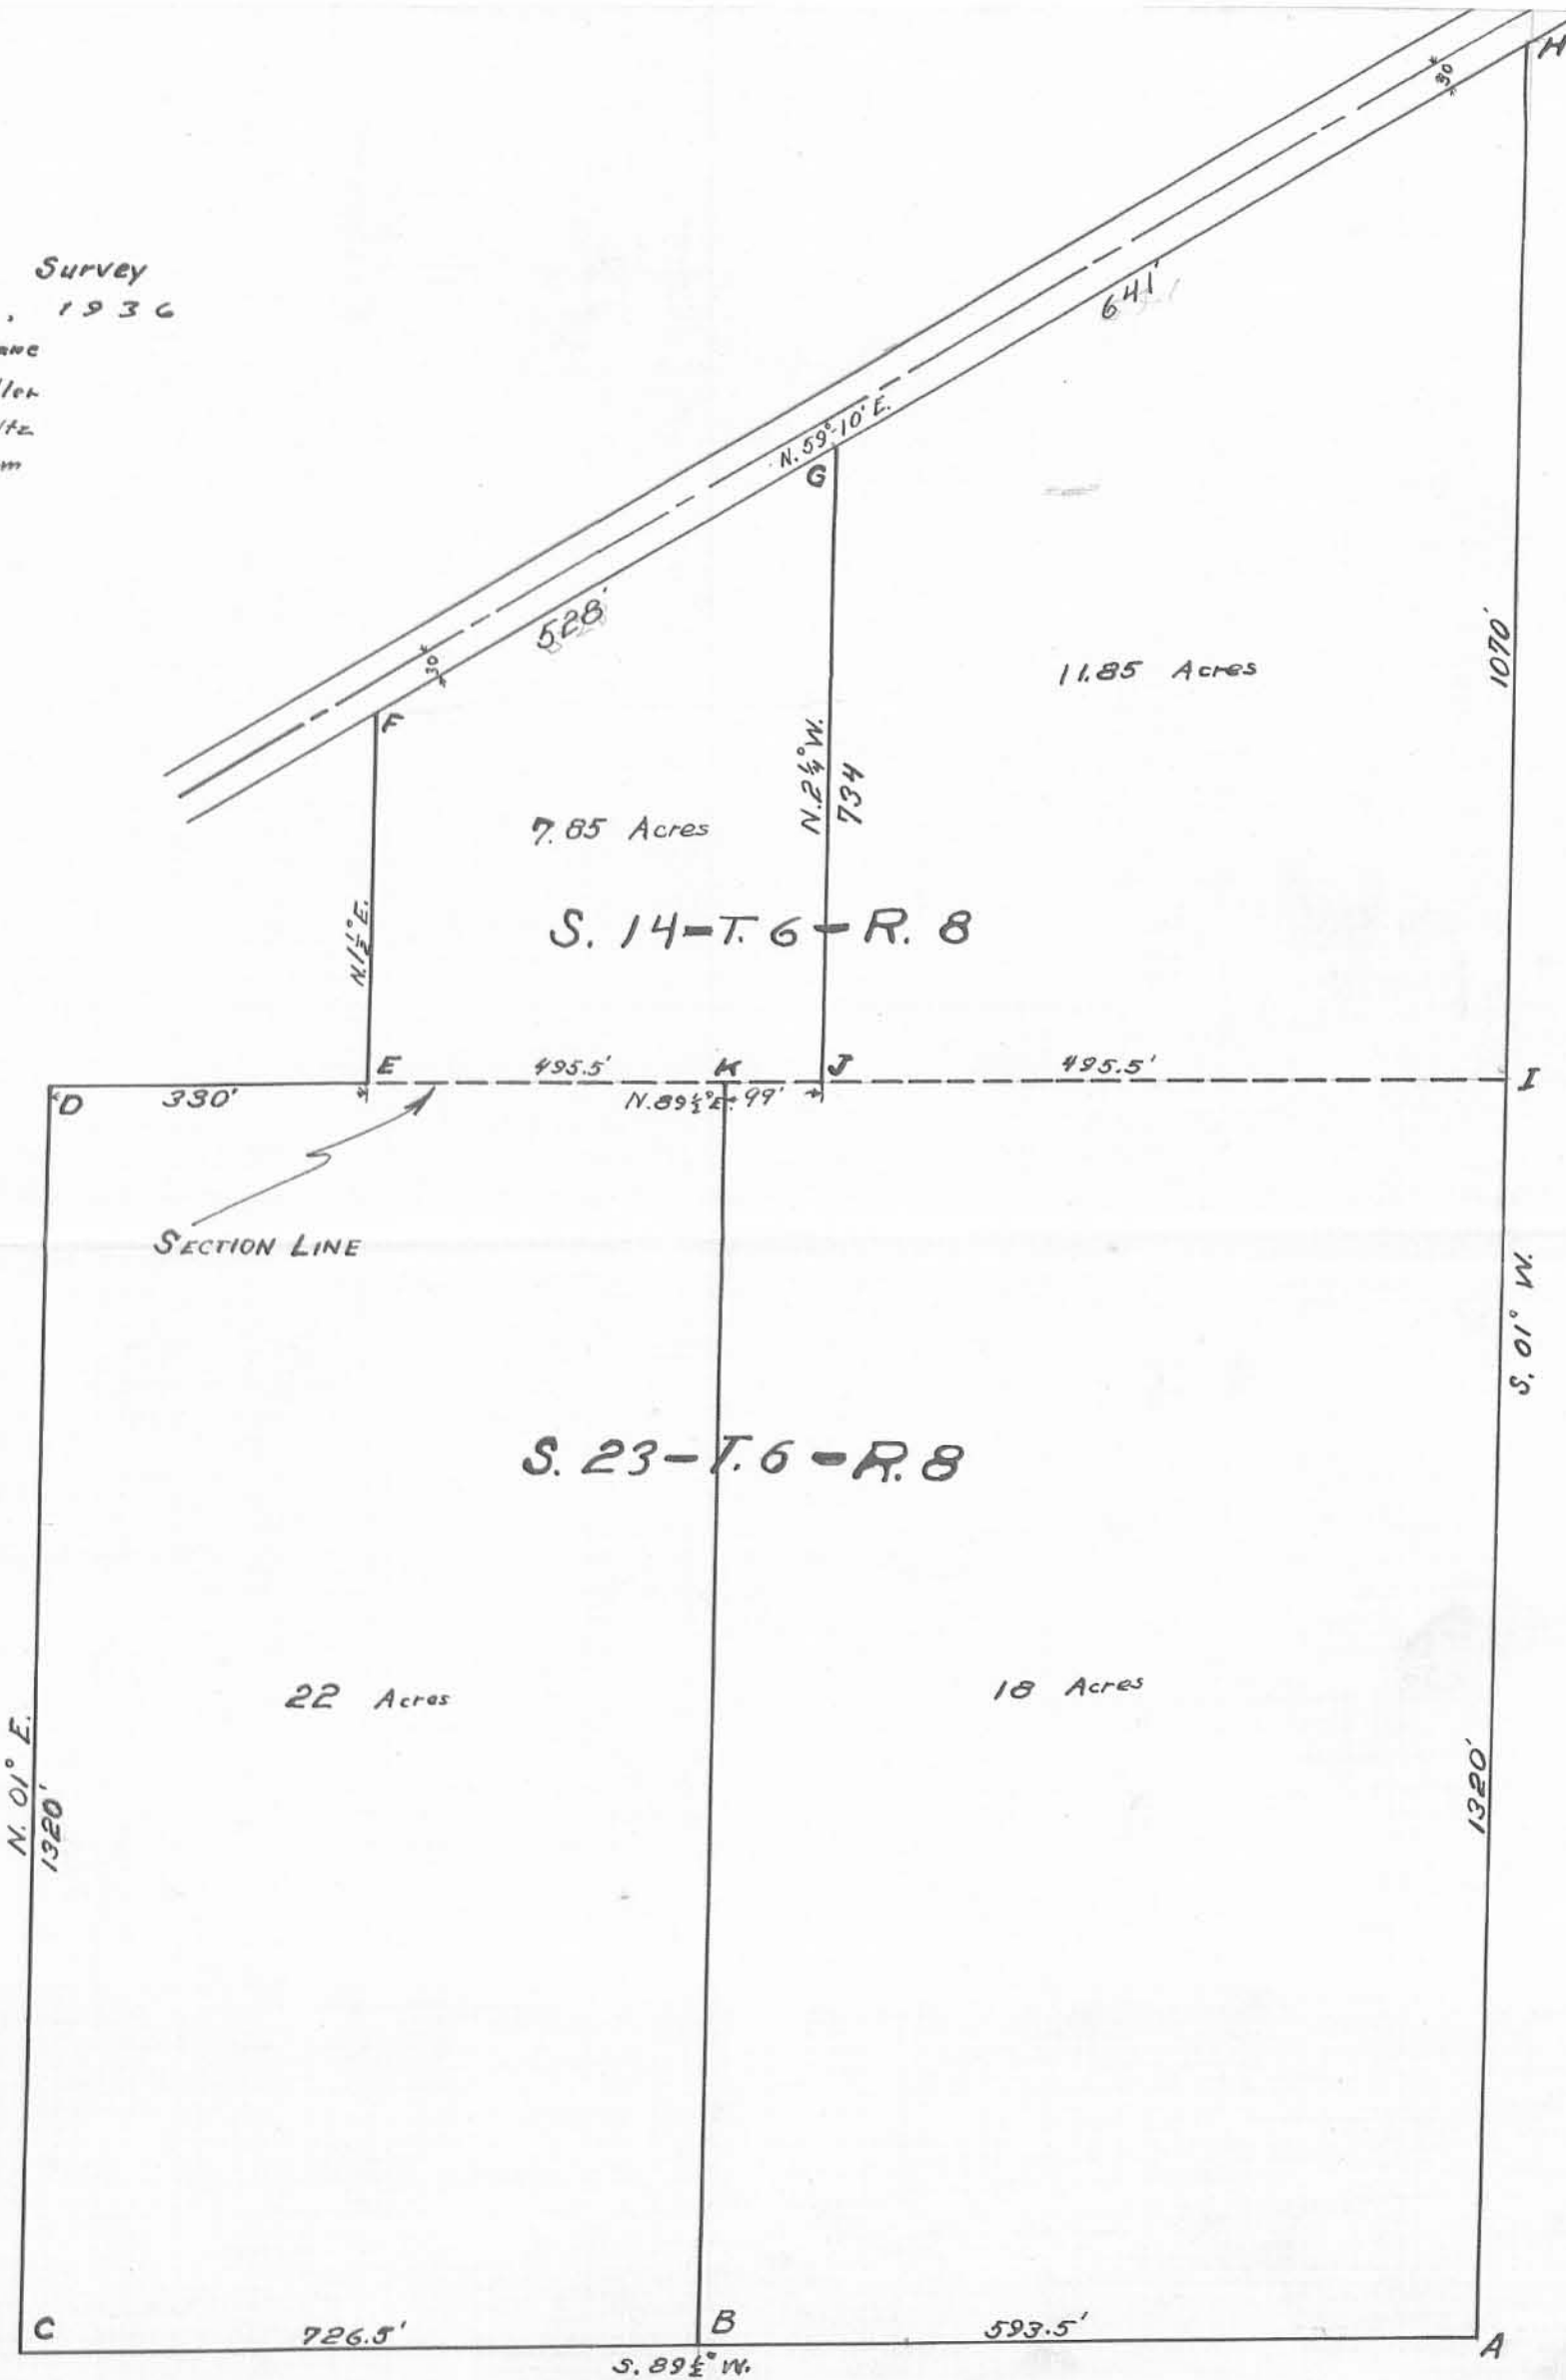 Survey
, 1936
H
30
641'
N. 59°-10' E.
G
528'
30
F
1070'
11.85 Acres
N. 2¼° W.
734
7.85 Acres
N. 1½° E.
S. 14-T. 6-R. 8
E
495.5'
K
J
495.5'
I
D
330'
N. 89½° E.
99'
SECTION LINE
S. 01° W.
S. 23-T. 6-R. 8
22 Acres
18 Acres
N. 01° E.
1320'
1320'
C
726.5'
B
593.5'
A
S. 89½° W.